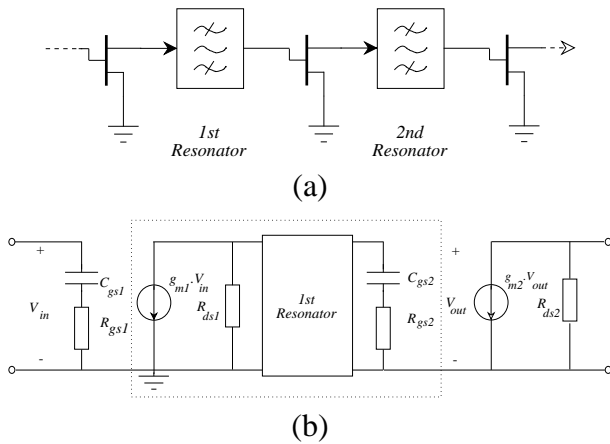 1st
Resonator
2nd
Resonator
(a)
+
V_in
-
C_gs1
R_gs1
g_m1.V_in
R_ds1
1st
Resonator
C_gs2
R_gs2
+
V_out
-
g_m2.V_out
R_ds2
(b)